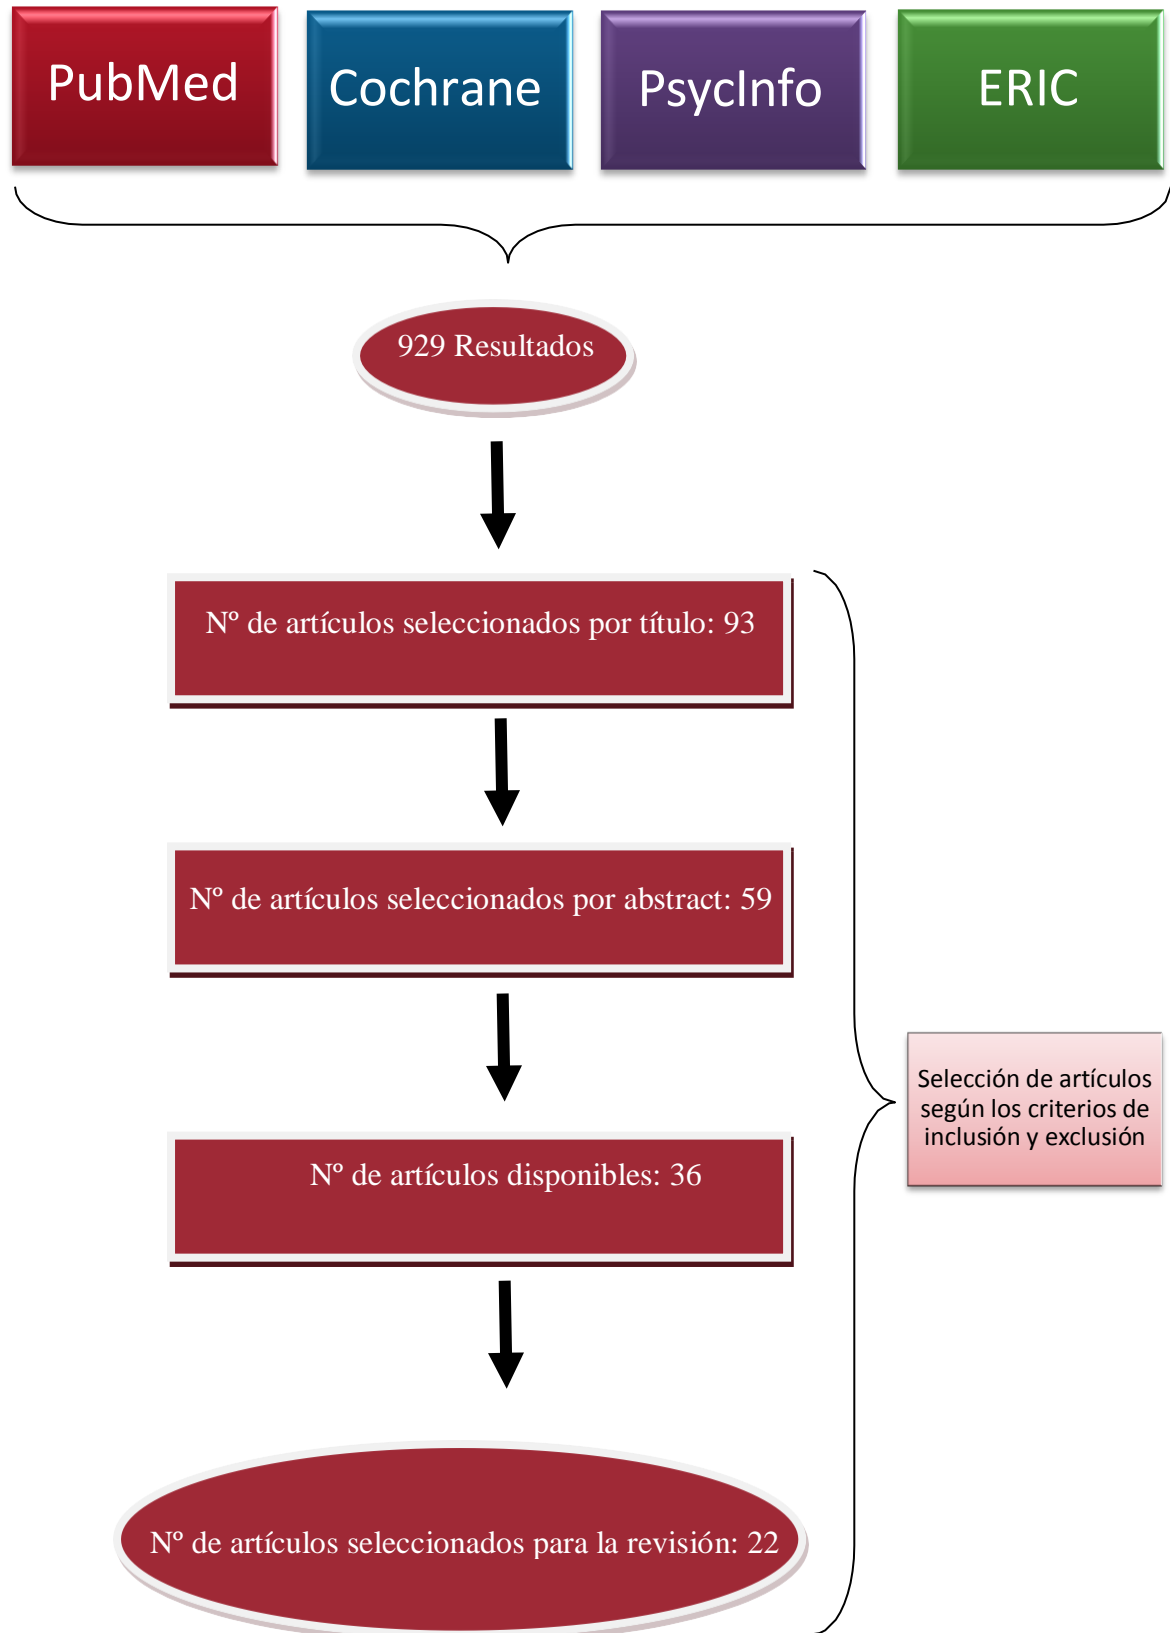 PubMed
Cochrane
PsycInfo
ERIC
929 Resultados
Nº de artículos seleccionados por título: 93
Nº de artículos seleccionados por abstract: 59
Nº de artículos disponibles: 36
Selección de artículos
según los criterios de
inclusión y exclusión
Nº de artículos seleccionados para la revisión: 22